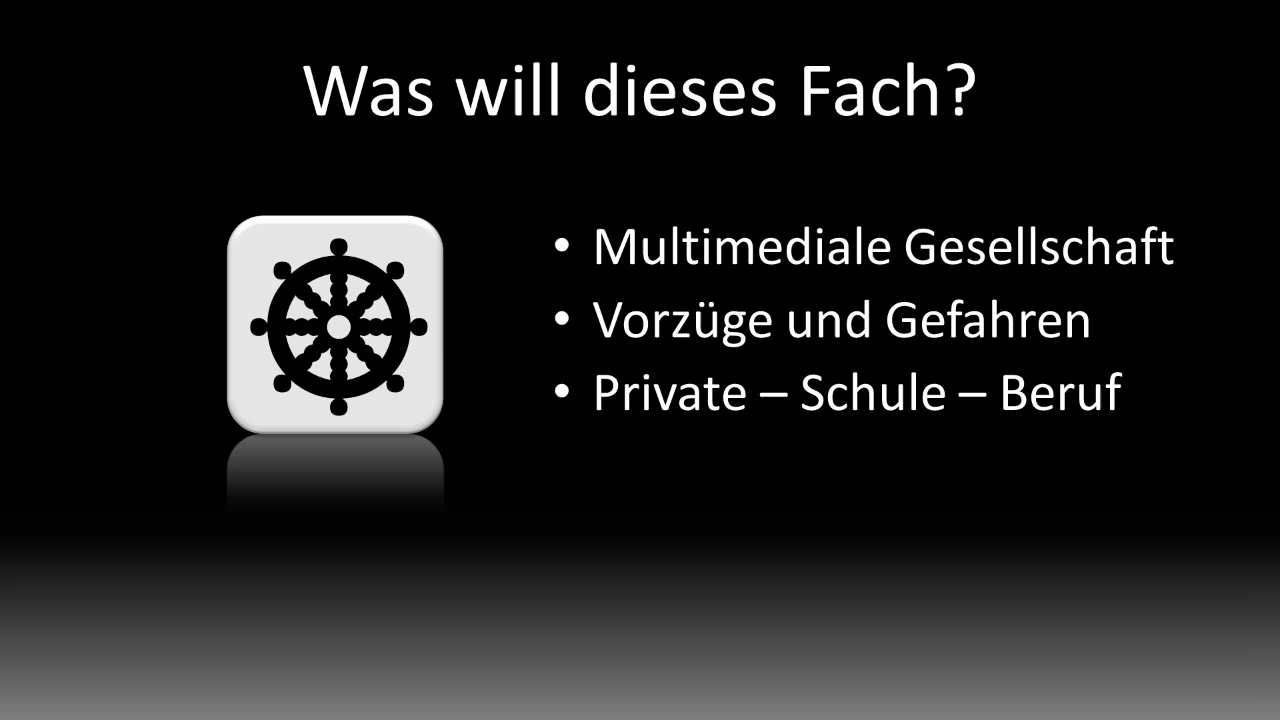 Was will dieses Fach?
• Multimediale Gesellschaft
• Vorzüge und Gefahren
• Private – Schule – Beruf